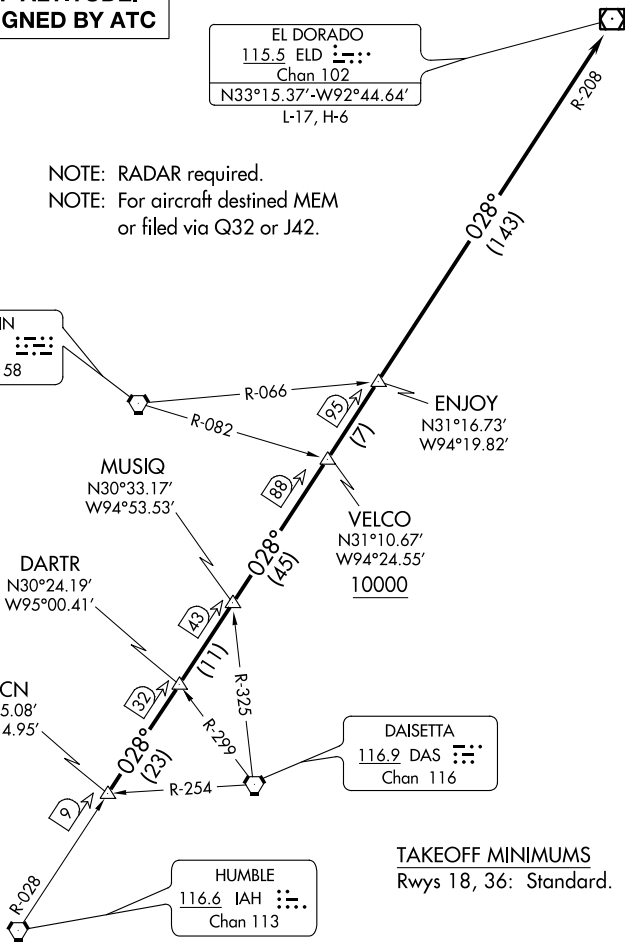 SIGNED BY ATC
EL DORADO
115.5 ELD
Chan 102
N33°15.37'-W92°44.64'
L-17, H-6
R-208
NOTE: RADAR required.
NOTE: For aircraft destined MEM
or filed via Q32 or J42.
028°
(143)
IN
58
R-066
R-082
95
(7)
ENJOY
N31°16.73'
W94°19.82'
88
VELCO
N31°10.67'
W94°24.55'
10000
MUSIQ
N30°33.17'
W94°53.53'
028°
(45)
DARTR
N30°24.19'
W95°00.41'
43
(11)
32
R-325
R-299
CN
5.08'
4.95'
028°
(23)
9
R-254
DAISETTA
116.9 DAS
Chan 116
R-028
HUMBLE
116.6 IAH
Chan 113
TAKEOFF MINIMUMS
Rwys 18, 36: Standard.